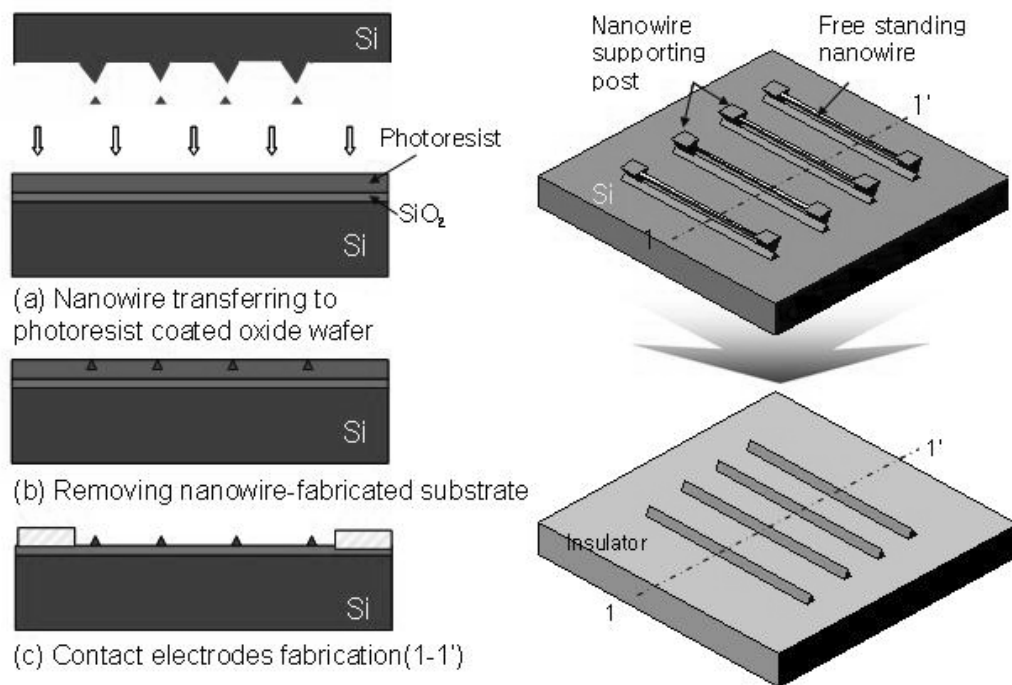 Si
Photoresist
SiO₂
Si
(a) Nanowire transferring to
photoresist coated oxide wafer
Si
(b) Removing nanowire-fabricated substrate
Si
(c) Contact electrodes fabrication(1-1')
Nanowire
supporting
post
Free standing
nanowire
1'
Si
1
1'
Insulator
1